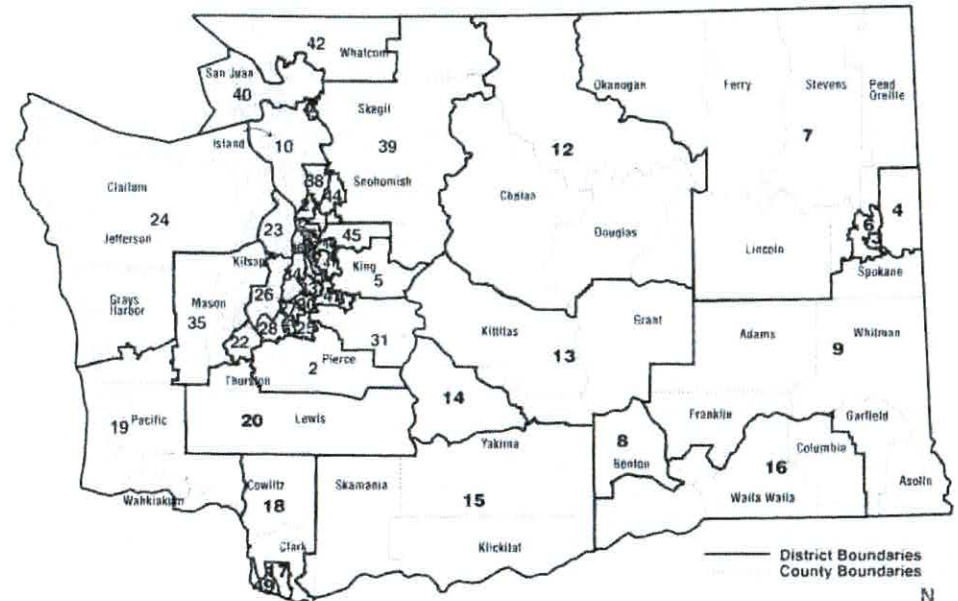 42
Whatcom
San Juan
40
Okanogan
Ferry
Stevens
Pend
Oreille
Skagit
Island
10
39
12
7
Clallam
38
Snohomish
44
Chelan
4
24
23
45
Douglas
Jefferson
Lincoln
Kitsap
King
5
Spokane
26
Grays
Harbor
Mason
35
28
22
31
Kittitas
Grant
13
Adams
Whitman
9
Pierce
2
Thurston
14
19 Pacific
20 Lewis
Franklin
Garfield
8
Yakima
Columbia
Benton
16
Cowlitz
18
Skamania
15
Walla Walla
Asotin
Wahkiakum
Clark
Klickitat
49
District Boundaries
County Boundaries
N